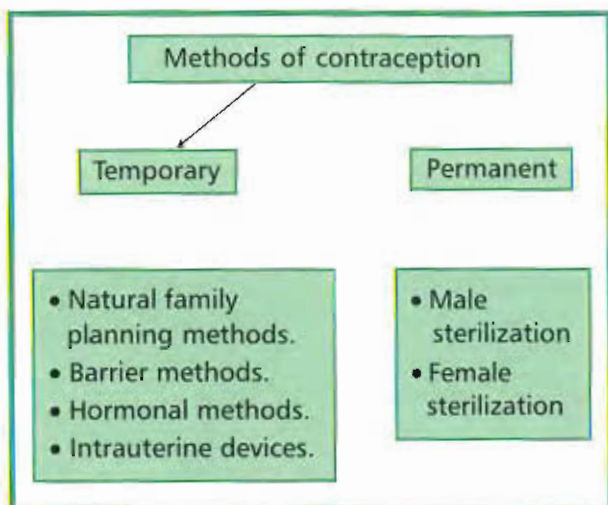 Methods of contraception
Temporary
Permanent
• Natural family
planning methods.
• Barrier methods.
• Hormonal methods.
• Intrauterine devices.
• Male
sterilization
• Female
sterilization